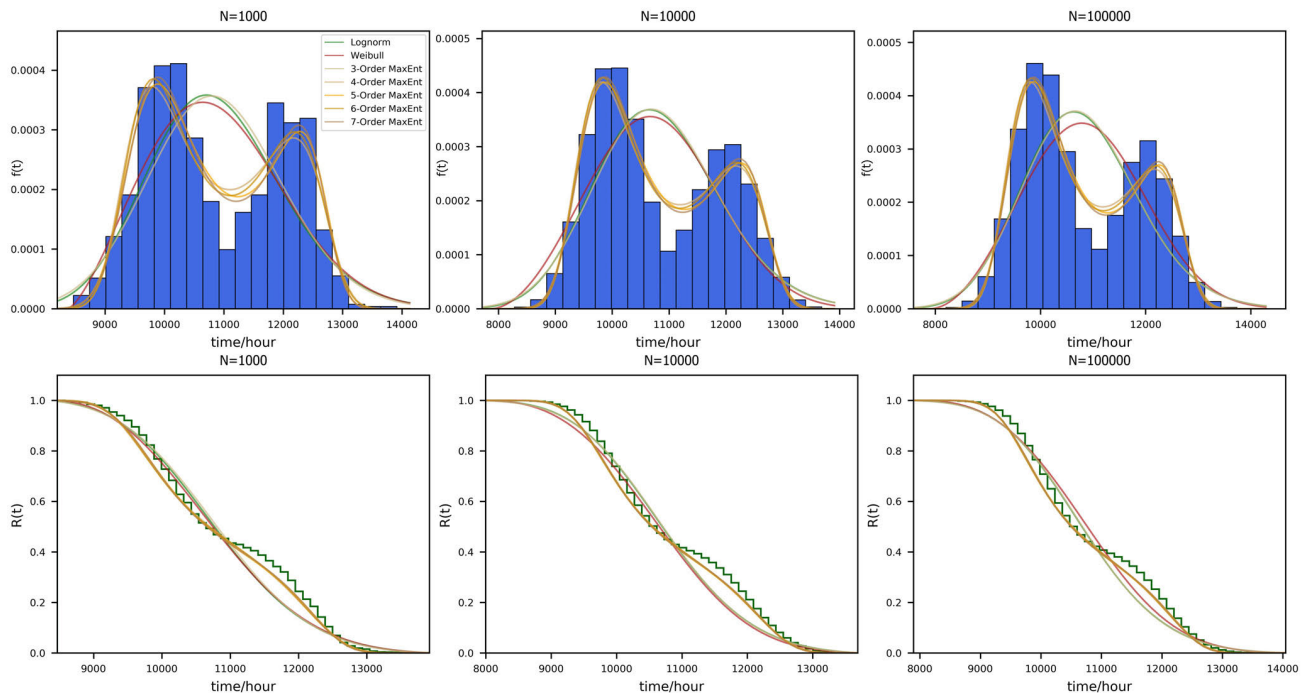 N=1000
0.0004
0.0003
0.0002
0.0001
0.0000
f(t)
Lognorm
Weibull
3-Order MaxEnt
4-Order MaxEnt
5-Order MaxEnt
6-Order MaxEnt
7-Order MaxEnt
9000 10000 11000 12000 13000 14000
time/hour
N=10000
0.0005
0.0004
0.0003
0.0002
0.0001
0.0000
f(t)
8000 9000 10000 11000 12000 13000 14000
time/hour
N=100000
0.0005
0.0004
0.0003
0.0002
0.0001
0.0000
f(t)
8000 10000 12000 14000
time/hour
N=1000
1.0
0.8
0.6
0.4
0.2
0.0
R(t)
9000 10000 11000 12000 13000
time/hour
N=10000
1.0
0.8
0.6
0.4
0.2
0.0
R(t)
8000 9000 10000 11000 12000 13000
time/hour
N=100000
1.0
0.8
0.6
0.4
0.2
0.0
R(t)
8000 9000 10000 11000 12000 13000 14000
time/hour